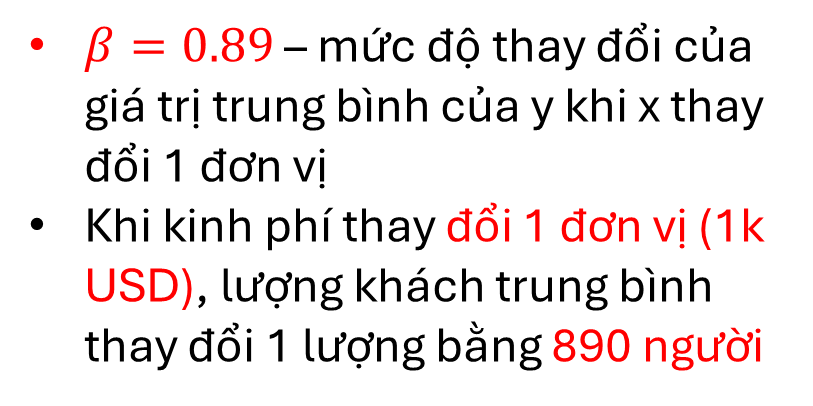 • β = 0.89 – mức độ thay đổi của
giá trị trung bình của y khi x thay
đổi 1 đơn vị
• Khi kinh phí thay đổi 1 đơn vị (1k
USD), lượng khách trung bình
thay đổi 1 lượng bằng 890 người